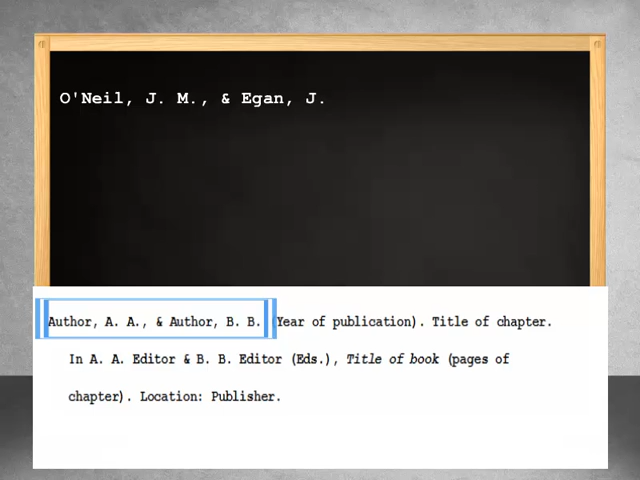 O'Neil, J. M., & Egan, J.
Author, A. A., & Author, B. B. (Year of publication). Title of chapter.
In A. A. Editor & B. B. Editor (Eds.), Title of book (pages of
chapter). Location: Publisher.